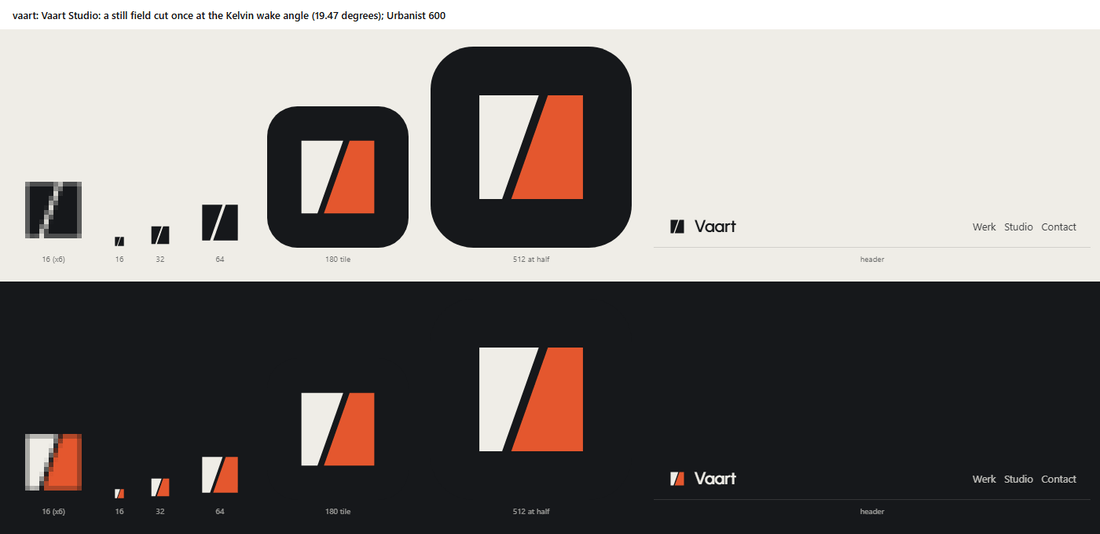 vaart: Vaart Studio: a still field cut once at the Kelvin wake angle (19.47 degrees); Urbanist 600
Vaart Werk Studio Contact
16 (x6) 16 32 64 180 tile 512 at half header
Vaart Werk Studio Contact
16 (x6) 16 32 64 180 tile 512 at half header